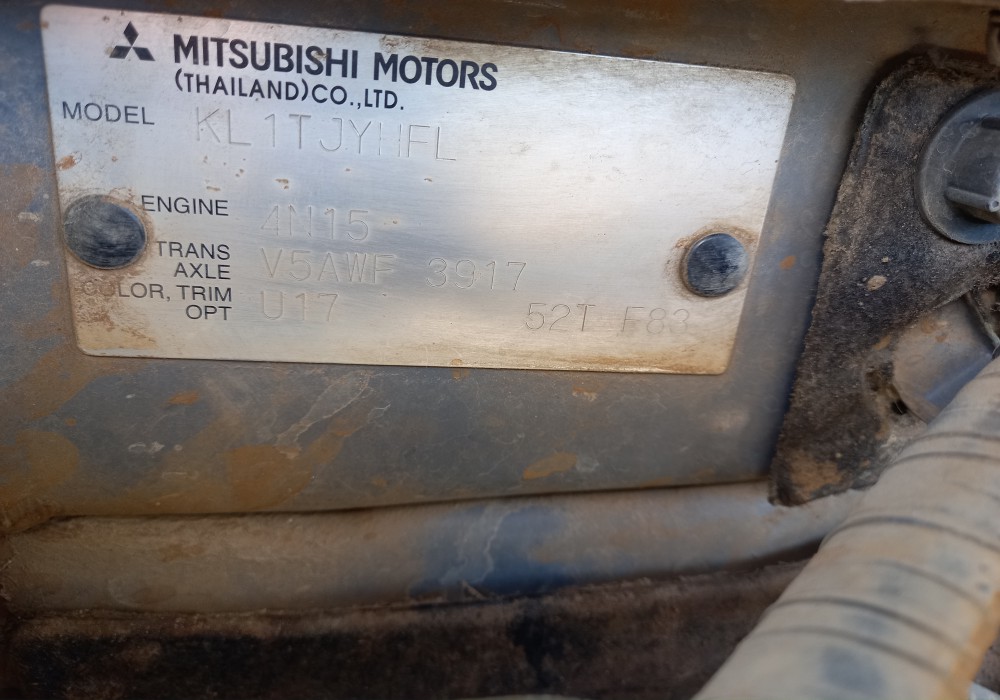 MITSUBISHI MOTORS
(THAILAND)CO.,LTD.
MODEL KL1TJYHFL
ENGINE 4N15
TRANS AXLE V5AWF 3917
COLOR, TRIM OPT U17 52T F83